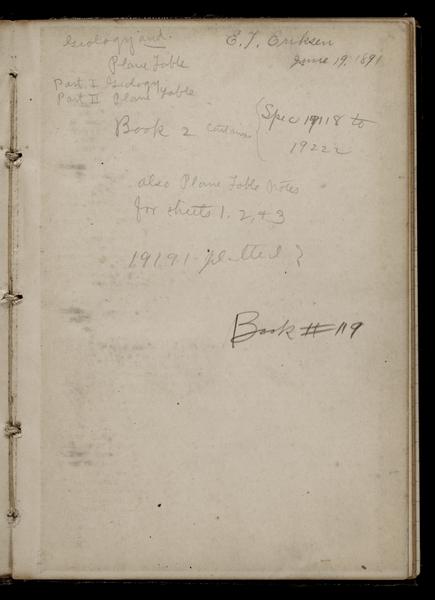 Geology and
Plane Table
E. T. Eriksen
June 19, 1891
Part I Geology
Part II Plane Table
Book 2 Contains { Spec 19118 to
19222
also Plane Table Notes
for sheets 1, 2, & 3
19191 - plotted }
Book # 119